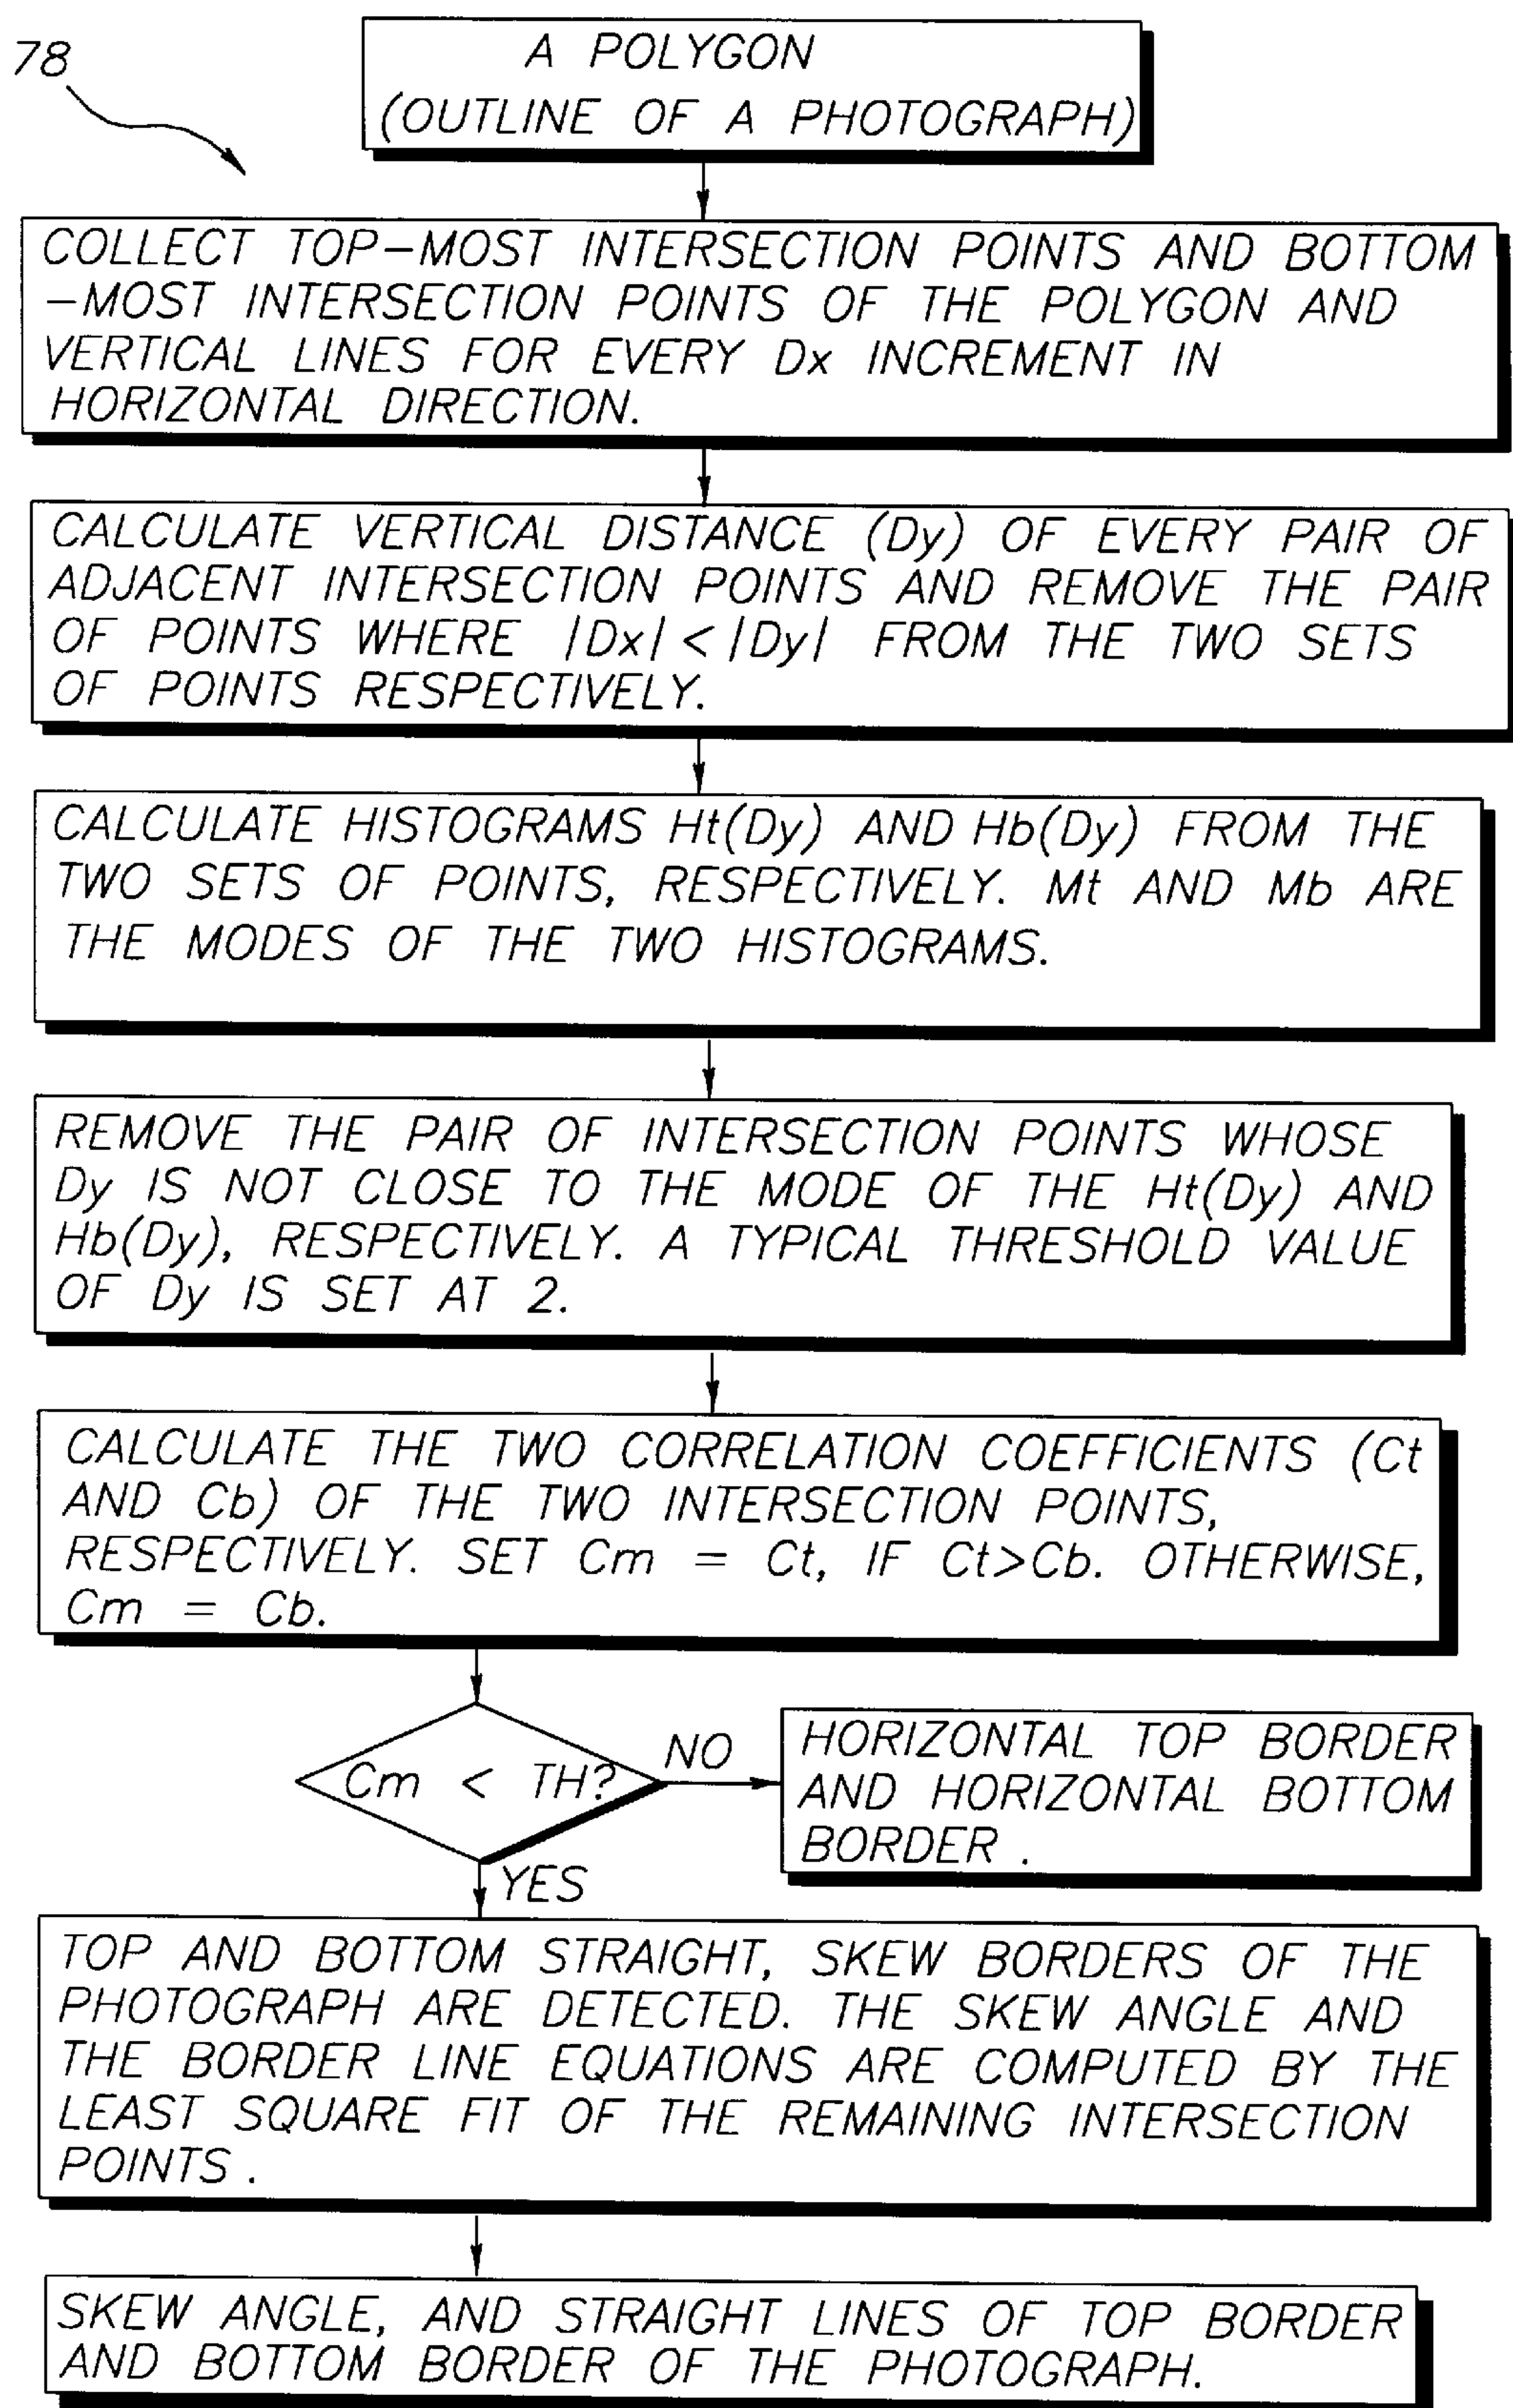 78
A POLYGON
(OUTLINE OF A PHOTOGRAPH)
COLLECT TOP-MOST INTERSECTION POINTS AND BOTTOM
-MOST INTERSECTION POINTS OF THE POLYGON AND
VERTICAL LINES FOR EVERY Dx INCREMENT IN
HORIZONTAL DIRECTION.
CALCULATE VERTICAL DISTANCE (Dy) OF EVERY PAIR OF
ADJACENT INTERSECTION POINTS AND REMOVE THE PAIR
OF POINTS WHERE |Dx| < |Dy| FROM THE TWO SETS
OF POINTS RESPECTIVELY.
CALCULATE HISTOGRAMS Ht(Dy) AND Hb(Dy) FROM THE
TWO SETS OF POINTS, RESPECTIVELY. Mt AND Mb ARE
THE MODES OF THE TWO HISTOGRAMS.
REMOVE THE PAIR OF INTERSECTION POINTS WHOSE
Dy IS NOT CLOSE TO THE MODE OF THE Ht(Dy) AND
Hb(Dy), RESPECTIVELY. A TYPICAL THRESHOLD VALUE
OF Dy IS SET AT 2.
CALCULATE THE TWO CORRELATION COEFFICIENTS (Ct
AND Cb) OF THE TWO INTERSECTION POINTS,
RESPECTIVELY. SET Cm = Ct, IF Ct>Cb. OTHERWISE,
Cm = Cb.
Cm < TH?
NO
HORIZONTAL TOP BORDER
AND HORIZONTAL BOTTOM
BORDER .
YES
TOP AND BOTTOM STRAIGHT, SKEW BORDERS OF THE
PHOTOGRAPH ARE DETECTED. THE SKEW ANGLE AND
THE BORDER LINE EQUATIONS ARE COMPUTED BY THE
LEAST SQUARE FIT OF THE REMAINING INTERSECTION
POINTS .
SKEW ANGLE, AND STRAIGHT LINES OF TOP BORDER
AND BOTTOM BORDER OF THE PHOTOGRAPH.